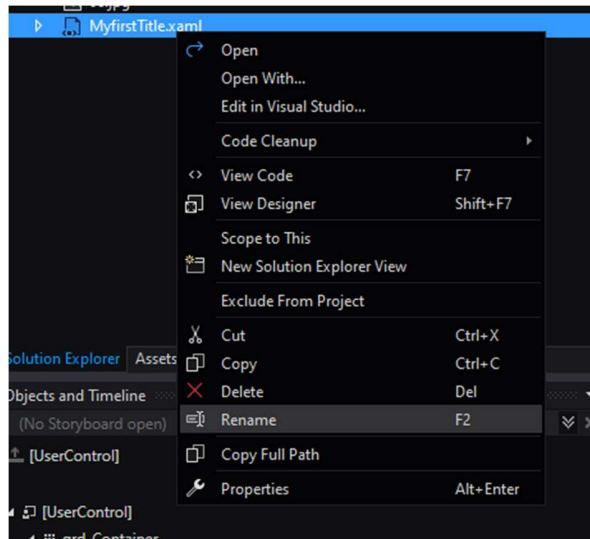 MyfirstTitle.xaml
Open
Open With...
Edit in Visual Studio...
Code Cleanup
View Code F7
View Designer Shift+F7
Scope to This
New Solution Explorer View
Exclude From Project
Cut Ctrl+X
Solution Explorer Assets
Copy Ctrl+C
Objects and Timeline
Delete Del
(No Storyboard open)
Rename F2
[UserControl]
Copy Full Path
Properties Alt+Enter
[UserControl]
grd_Container